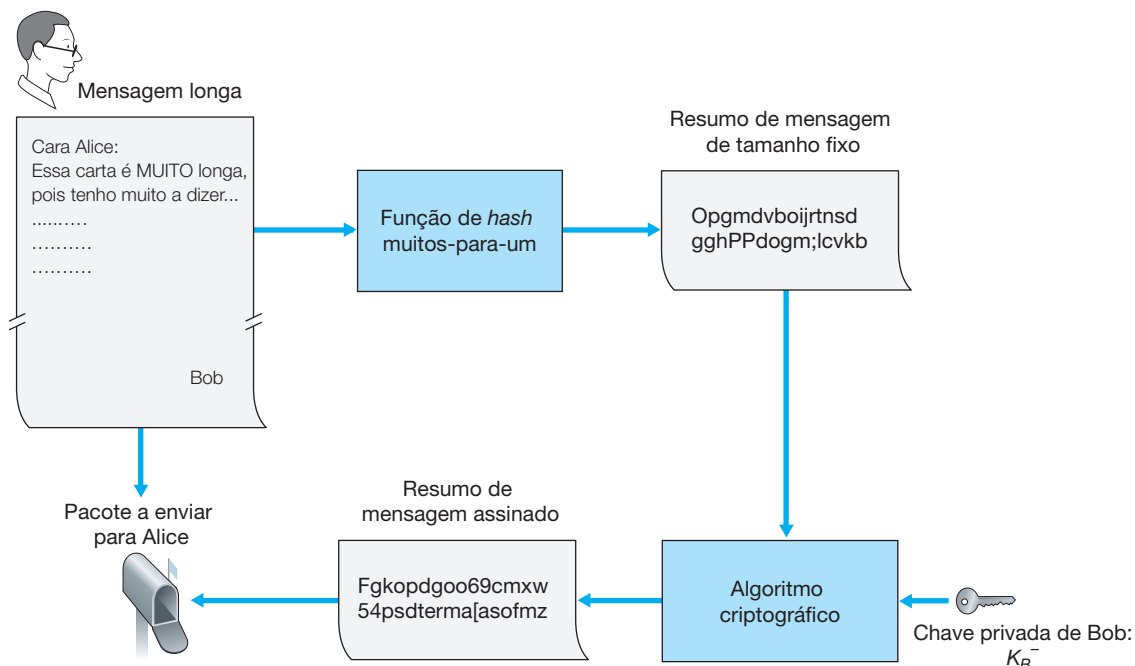 Mensagem longa
Cara Alice:
Essa carta é MUITO longa,
pois tenho muito a dizer...
..........
..........
..........
Bob
Função de hash
muitos-para-um
Resumo de mensagem
de tamanho fixo
Opgmdvboijrtnsd
gghPPdogm;lcvkb
Pacote a enviar
para Alice
Resumo de
mensagem assinado
Fgkopdgoo69cmxw
54psdterma[asofmz
Algoritmo
criptográfico
Chave privada de Bob:
K_B^–